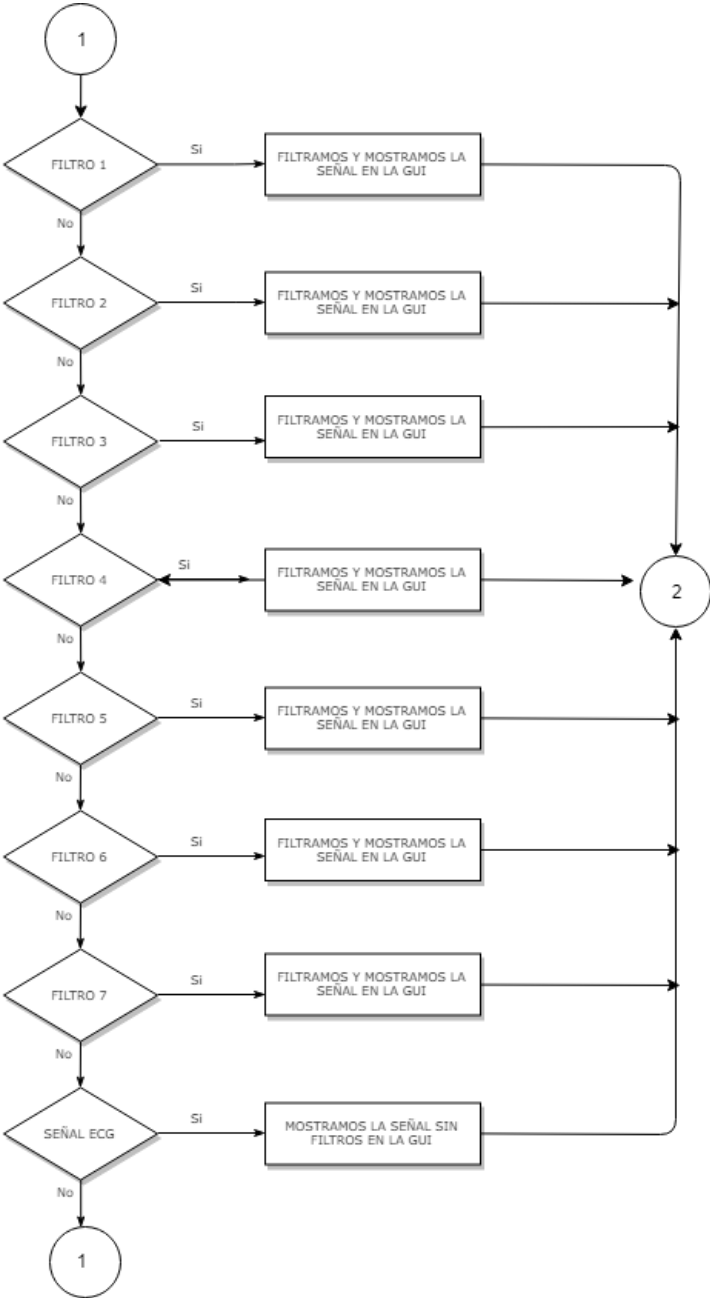 1
FILTRO 1
Si
FILTRAMOS Y MOSTRAMOS LA
SEÑAL EN LA GUI
No
FILTRO 2
Si
FILTRAMOS Y MOSTRAMOS LA
SEÑAL EN LA GUI
No
FILTRO 3
Si
FILTRAMOS Y MOSTRAMOS LA
SEÑAL EN LA GUI
No
FILTRO 4
Si
FILTRAMOS Y MOSTRAMOS LA
SEÑAL EN LA GUI
2
No
FILTRO 5
Si
FILTRAMOS Y MOSTRAMOS LA
SEÑAL EN LA GUI
No
FILTRO 6
Si
FILTRAMOS Y MOSTRAMOS LA
SEÑAL EN LA GUI
No
FILTRO 7
Si
FILTRAMOS Y MOSTRAMOS LA
SEÑAL EN LA GUI
No
SEÑAL ECG
Si
MOSTRAMOS LA SEÑAL SIN
FILTROS EN LA GUI
No
1